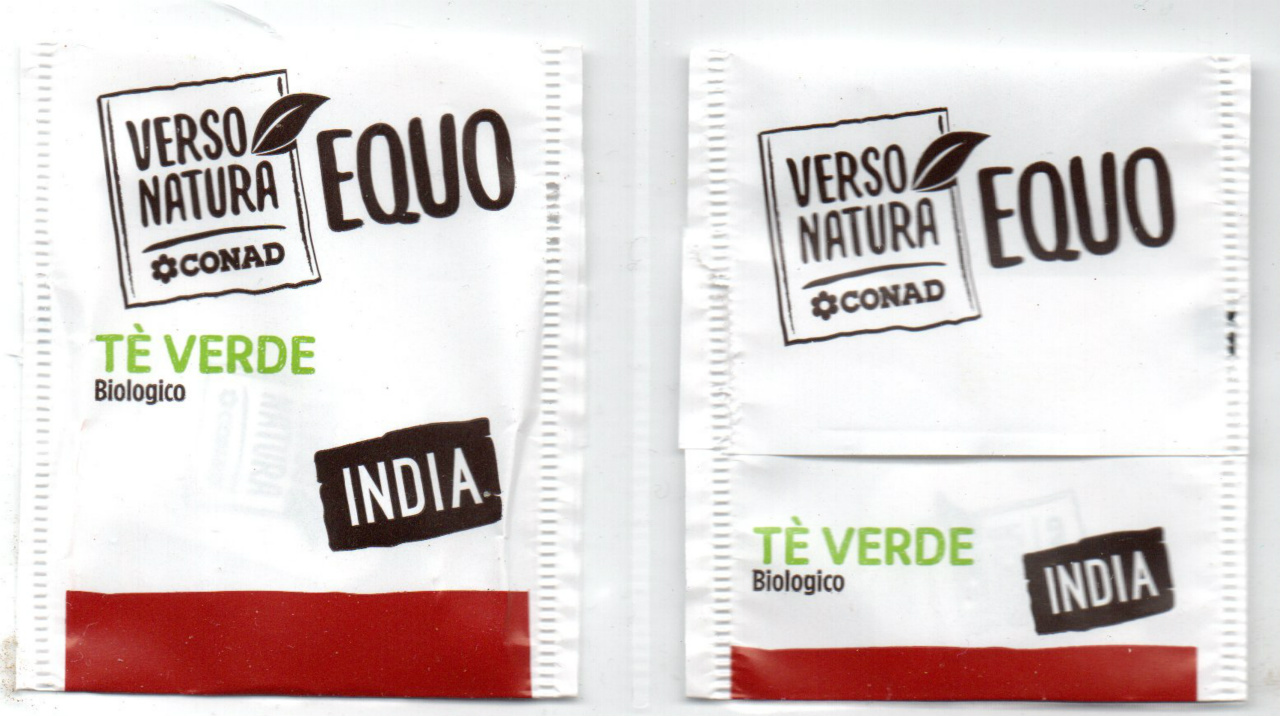 VERSO
NATURA
CONAD
EQUO
TÈ VERDE
Biologico
INDIA
VERSO
NATURA
CONAD
EQUO
TÈ VERDE
Biologico
INDIA